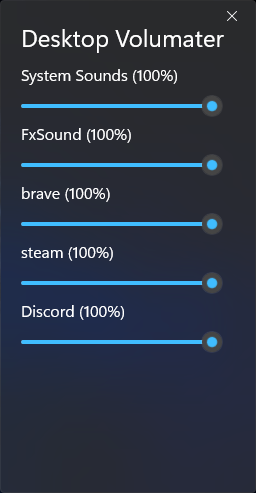 Desktop Volumater
System Sounds (100%)
FxSound (100%)
brave (100%)
steam (100%)
Discord (100%)